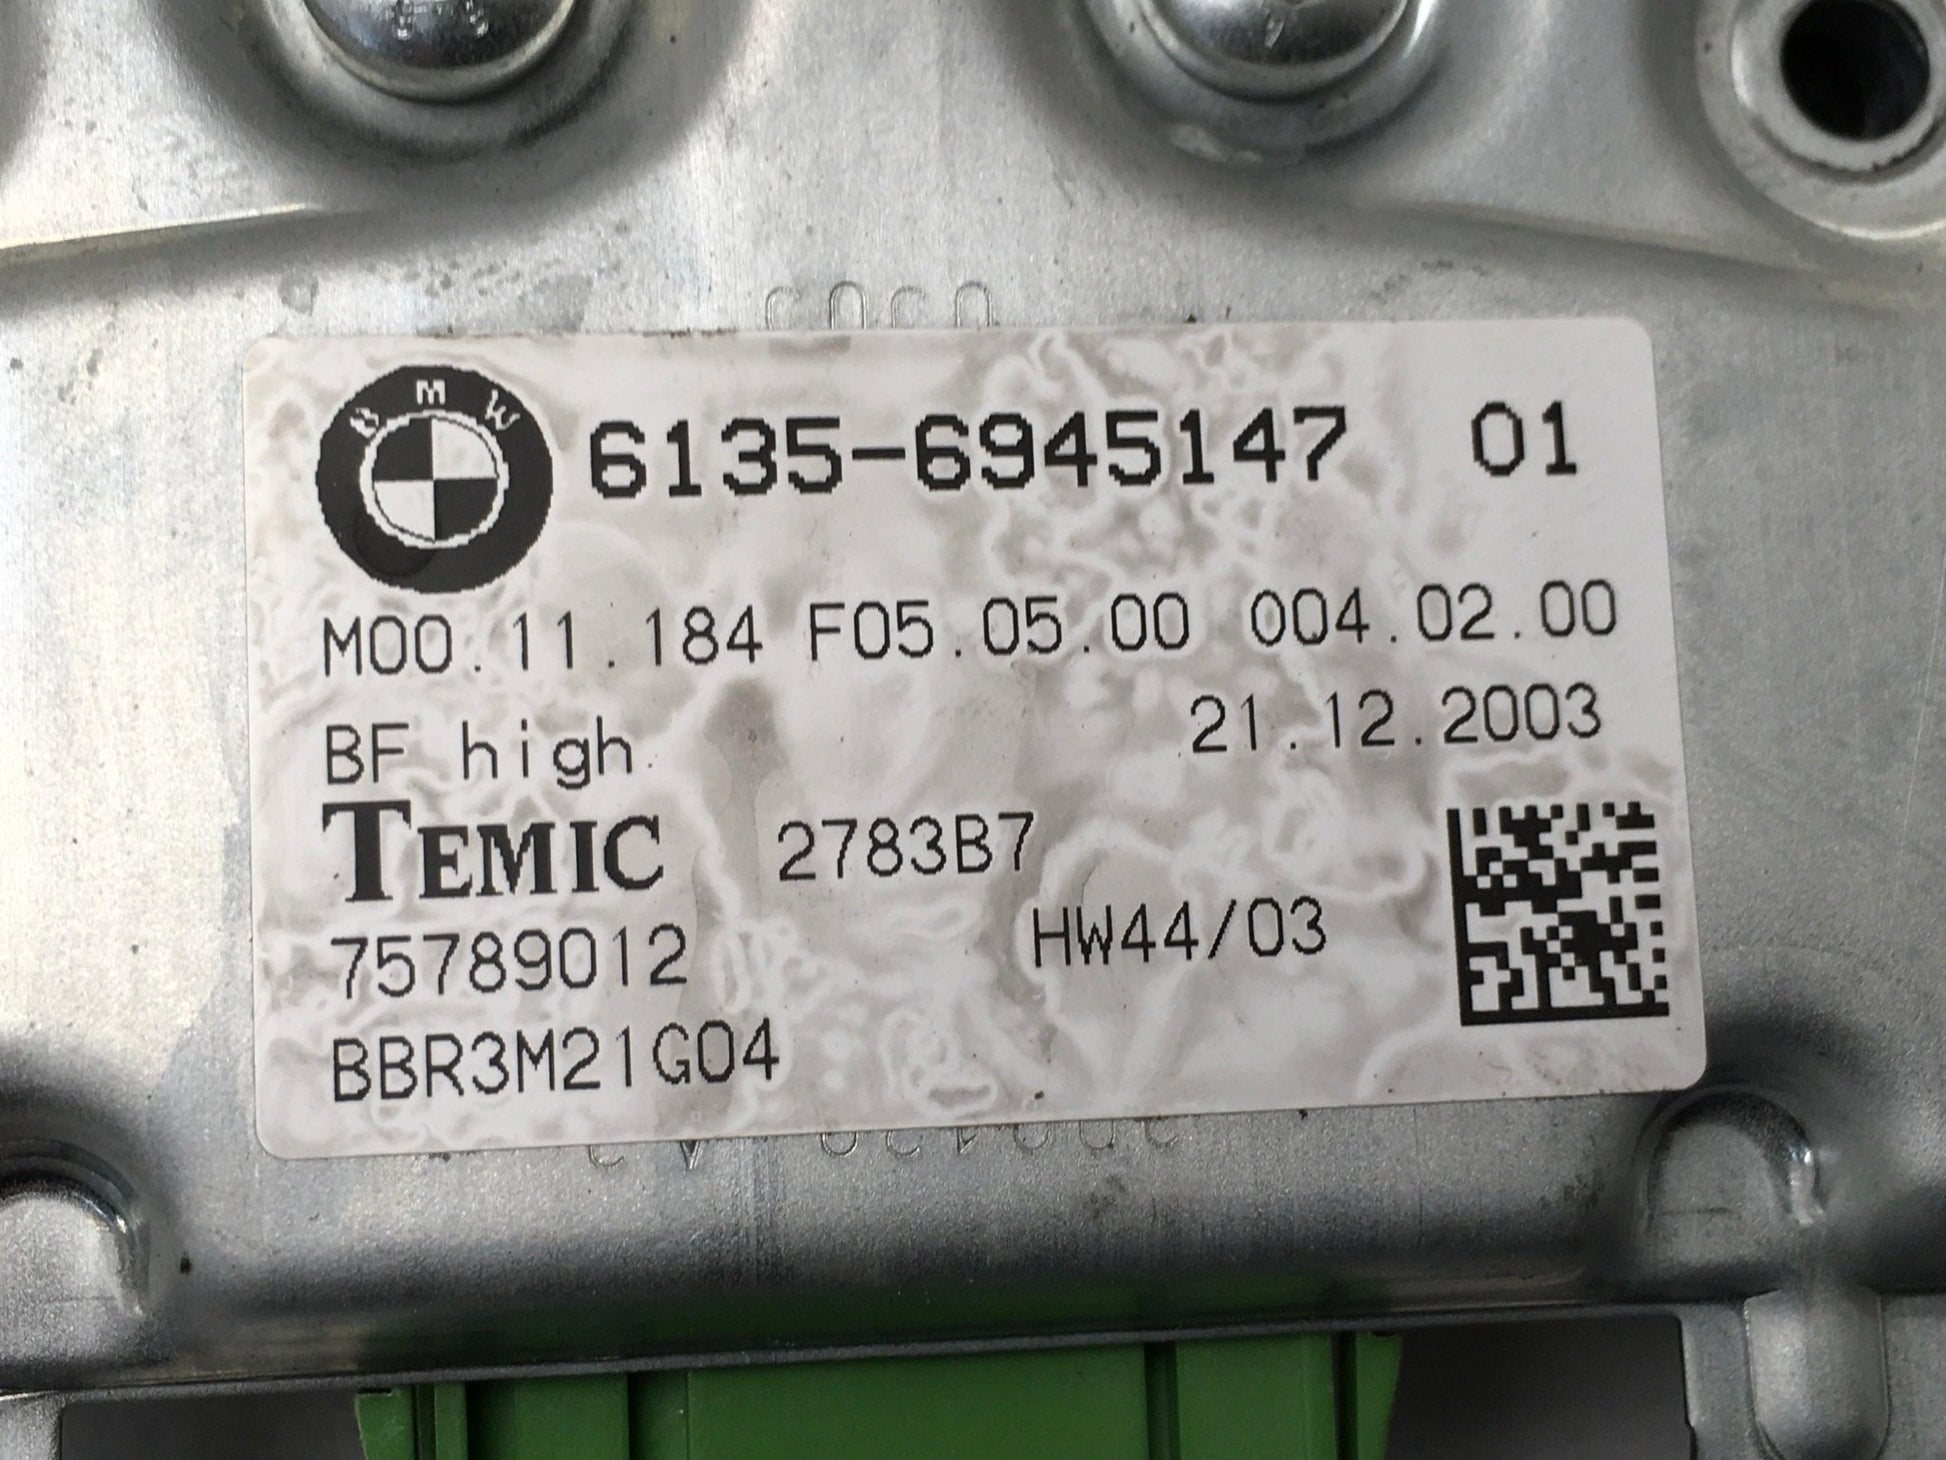 BMW 6135-6945147 01
M00.11.184 F05.05.00 004.02.00
BF high 21.12.2003
TEMIC 2783B7
75789012 HW44/03
BBR3M21G04